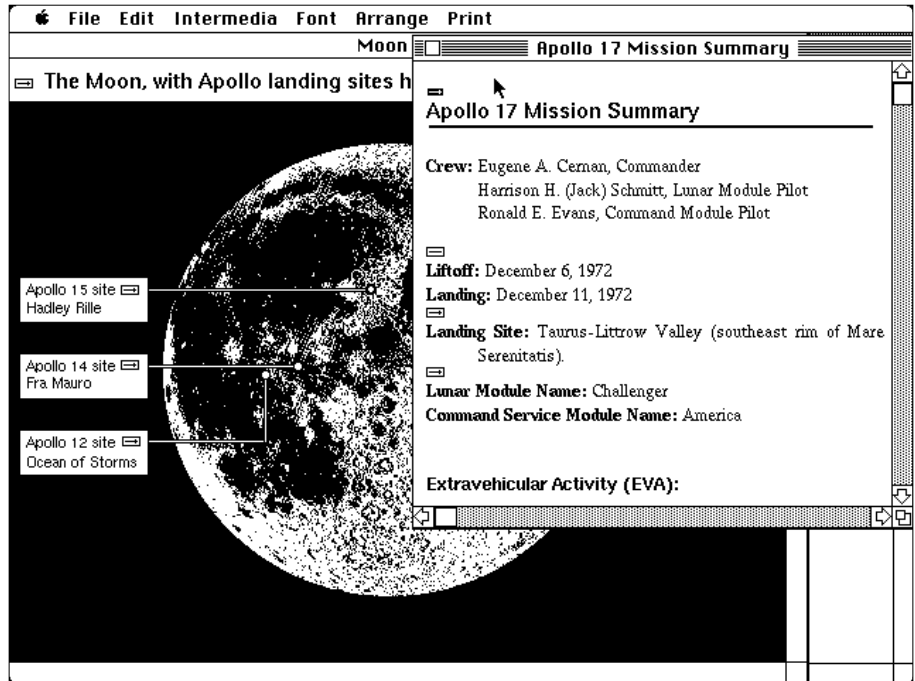 File Edit Intermedia Font Arrange Print
Moon
The Moon, with Apollo landing sites h
Apollo 15 site
Hadley Rille
Apollo 14 site
Fra Mauro
Apollo 12 site
Ocean of Storms
Apollo 17 Mission Summary
Apollo 17 Mission Summary
Crew: Eugene A. Cernan, Commander
Harrison H. (Jack) Schmitt, Lunar Module Pilot
Ronald E. Evans, Command Module Pilot
Liftoff: December 6, 1972
Landing: December 11, 1972
Landing Site: Taurus-Littrow Valley (southeast rim of Mare
Serenitatis).
Lunar Module Name: Challenger
Command Service Module Name: America
Extravehicular Activity (EVA):